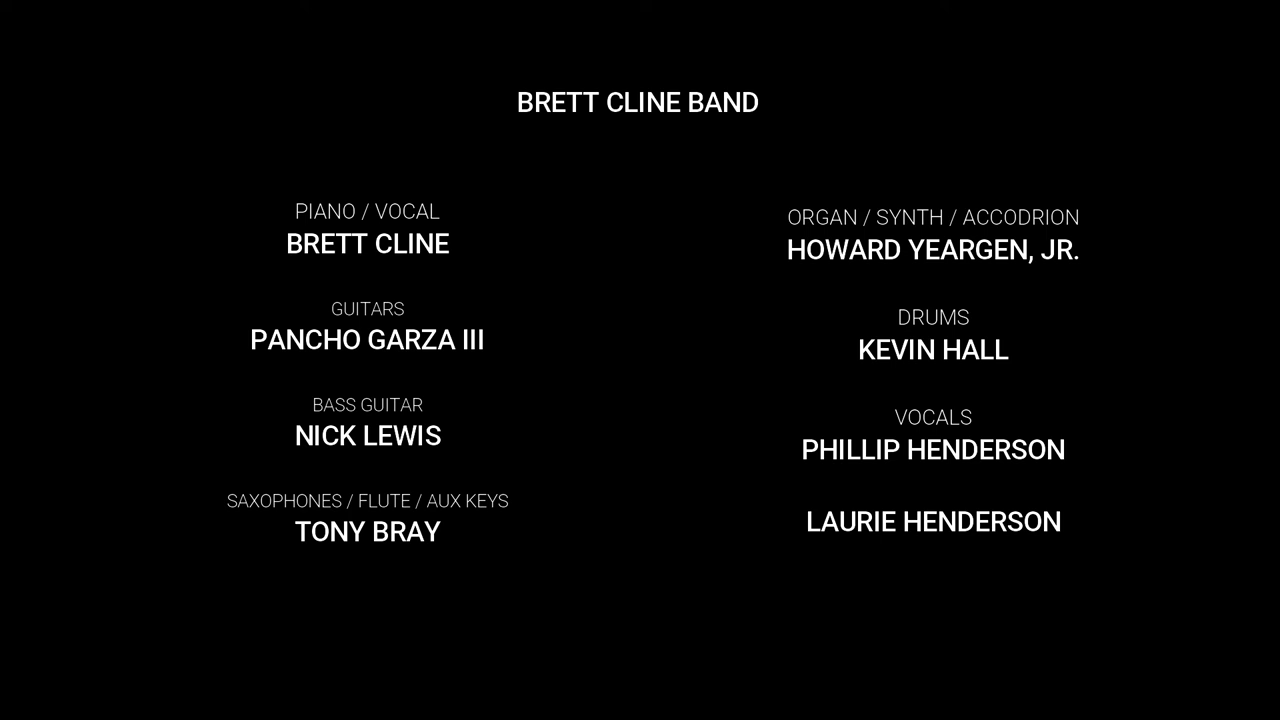 BRETT CLINE BAND
PIANO / VOCAL
BRETT CLINE
GUITARS
PANCHO GARZA III
BASS GUITAR
NICK LEWIS
SAXOPHONES / FLUTE / AUX KEYS
TONY BRAY
ORGAN / SYNTH / ACCODRION
HOWARD YEARGEN, JR.
DRUMS
KEVIN HALL
VOCALS
PHILLIP HENDERSON
LAURIE HENDERSON